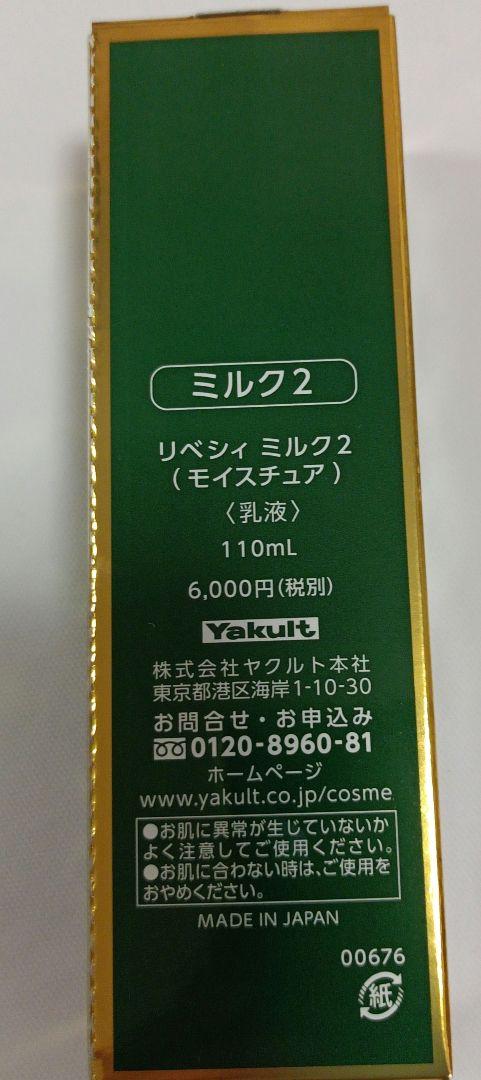 ミルク2
リベシィ ミルク2
(モイスチュア)
〈乳液〉
110mL
6,000円(税別)
Yakult
株式会社ヤクルト本社
東京都港区海岸1-10-30
お問合せ・お申込み
0120-8960-81
ホームページ
www.yakult.co.jp/cosme
●お肌に異常が生じていないか
よく注意してご使用ください。
●お肌に合わない時は、ご使用を
おやめください。
MADE IN JAPAN
00676
紙